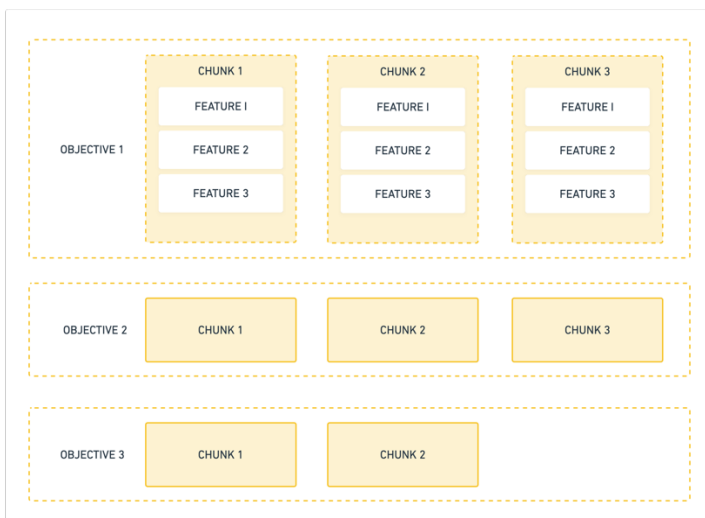 CHUNK 1
CHUNK 2
CHUNK 3
FEATURE I
FEATURE I
FEATURE I
OBJECTIVE 1
FEATURE 2
FEATURE 2
FEATURE 2
FEATURE 3
FEATURE 3
FEATURE 3
OBJECTIVE 2
CHUNK 1
CHUNK 2
CHUNK 3
OBJECTIVE 3
CHUNK 1
CHUNK 2